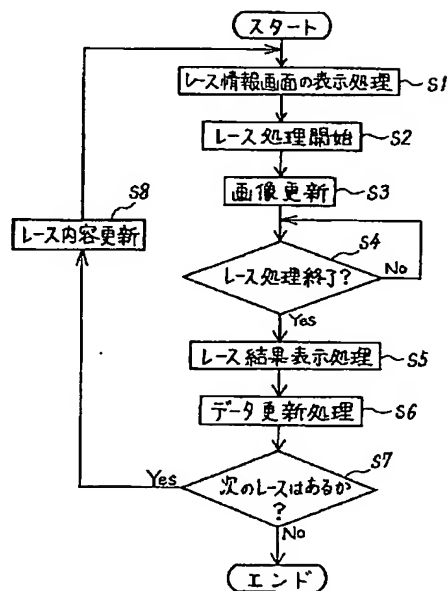 スタート
レース情報画面の表示処理 S1
レース処理開始 S2
画像更新 S3
S8
レース内容更新
S4
レース処理終了?
No
Yes
レース結果表示処理 S5
データ更新処理 S6
S7
Yes
次のレースはあるか
?
No
エンド